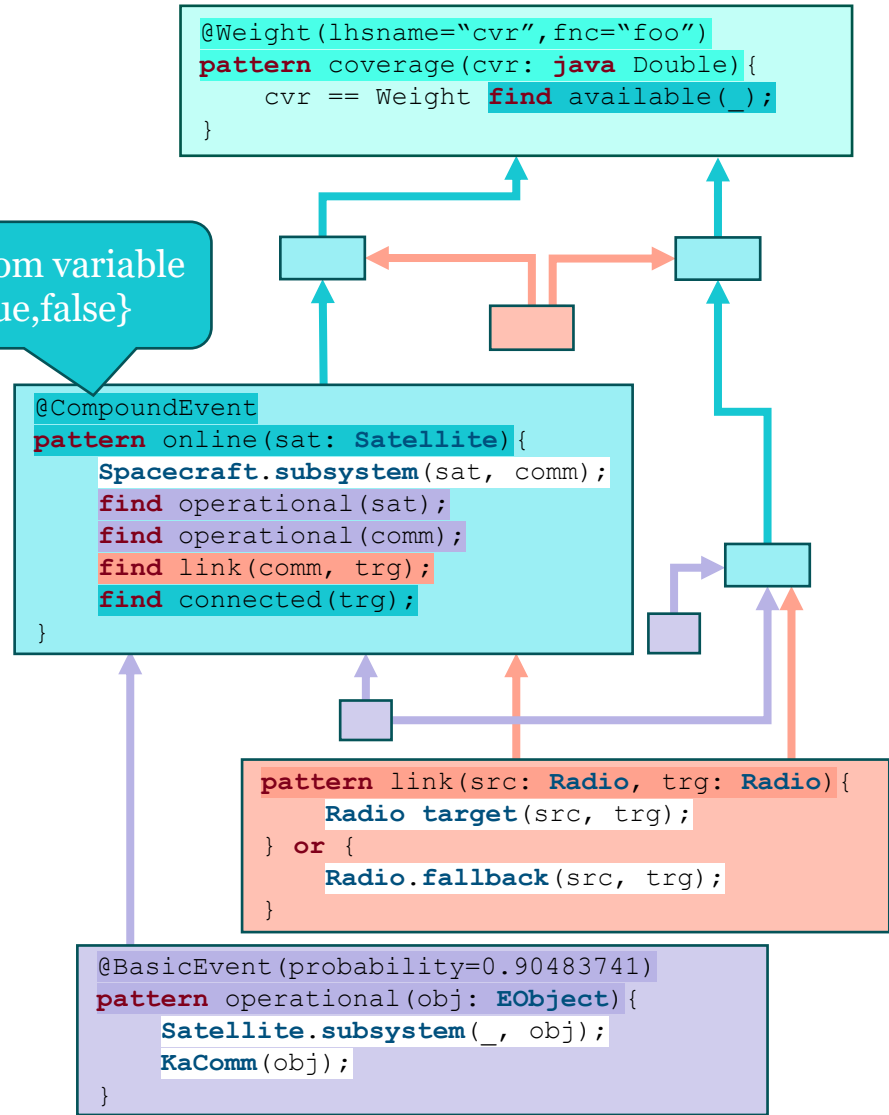 @Weight(lhsname=“cvr”,fnc=“foo”)
pattern coverage(cvr: java Double){
    cvr == Weight find available(_);
}
variable
@CompoundEvent
pattern online(sat: Satellite){
    Spacecraft.subsystem(sat, comm);
    find operational(sat);
    find operational(comm);
    find link(comm, trg);
    find connected(trg);
}
pattern link(src: Radio, trg: Radio){
    Radio target(src, trg);
} or {
    Radio.fallback(src, trg);
}
@BasicEvent(probability=0.90483741)
pattern operational(obj: EObject){
    Satellite.subsystem(_, obj);
    KaComm(obj);
}